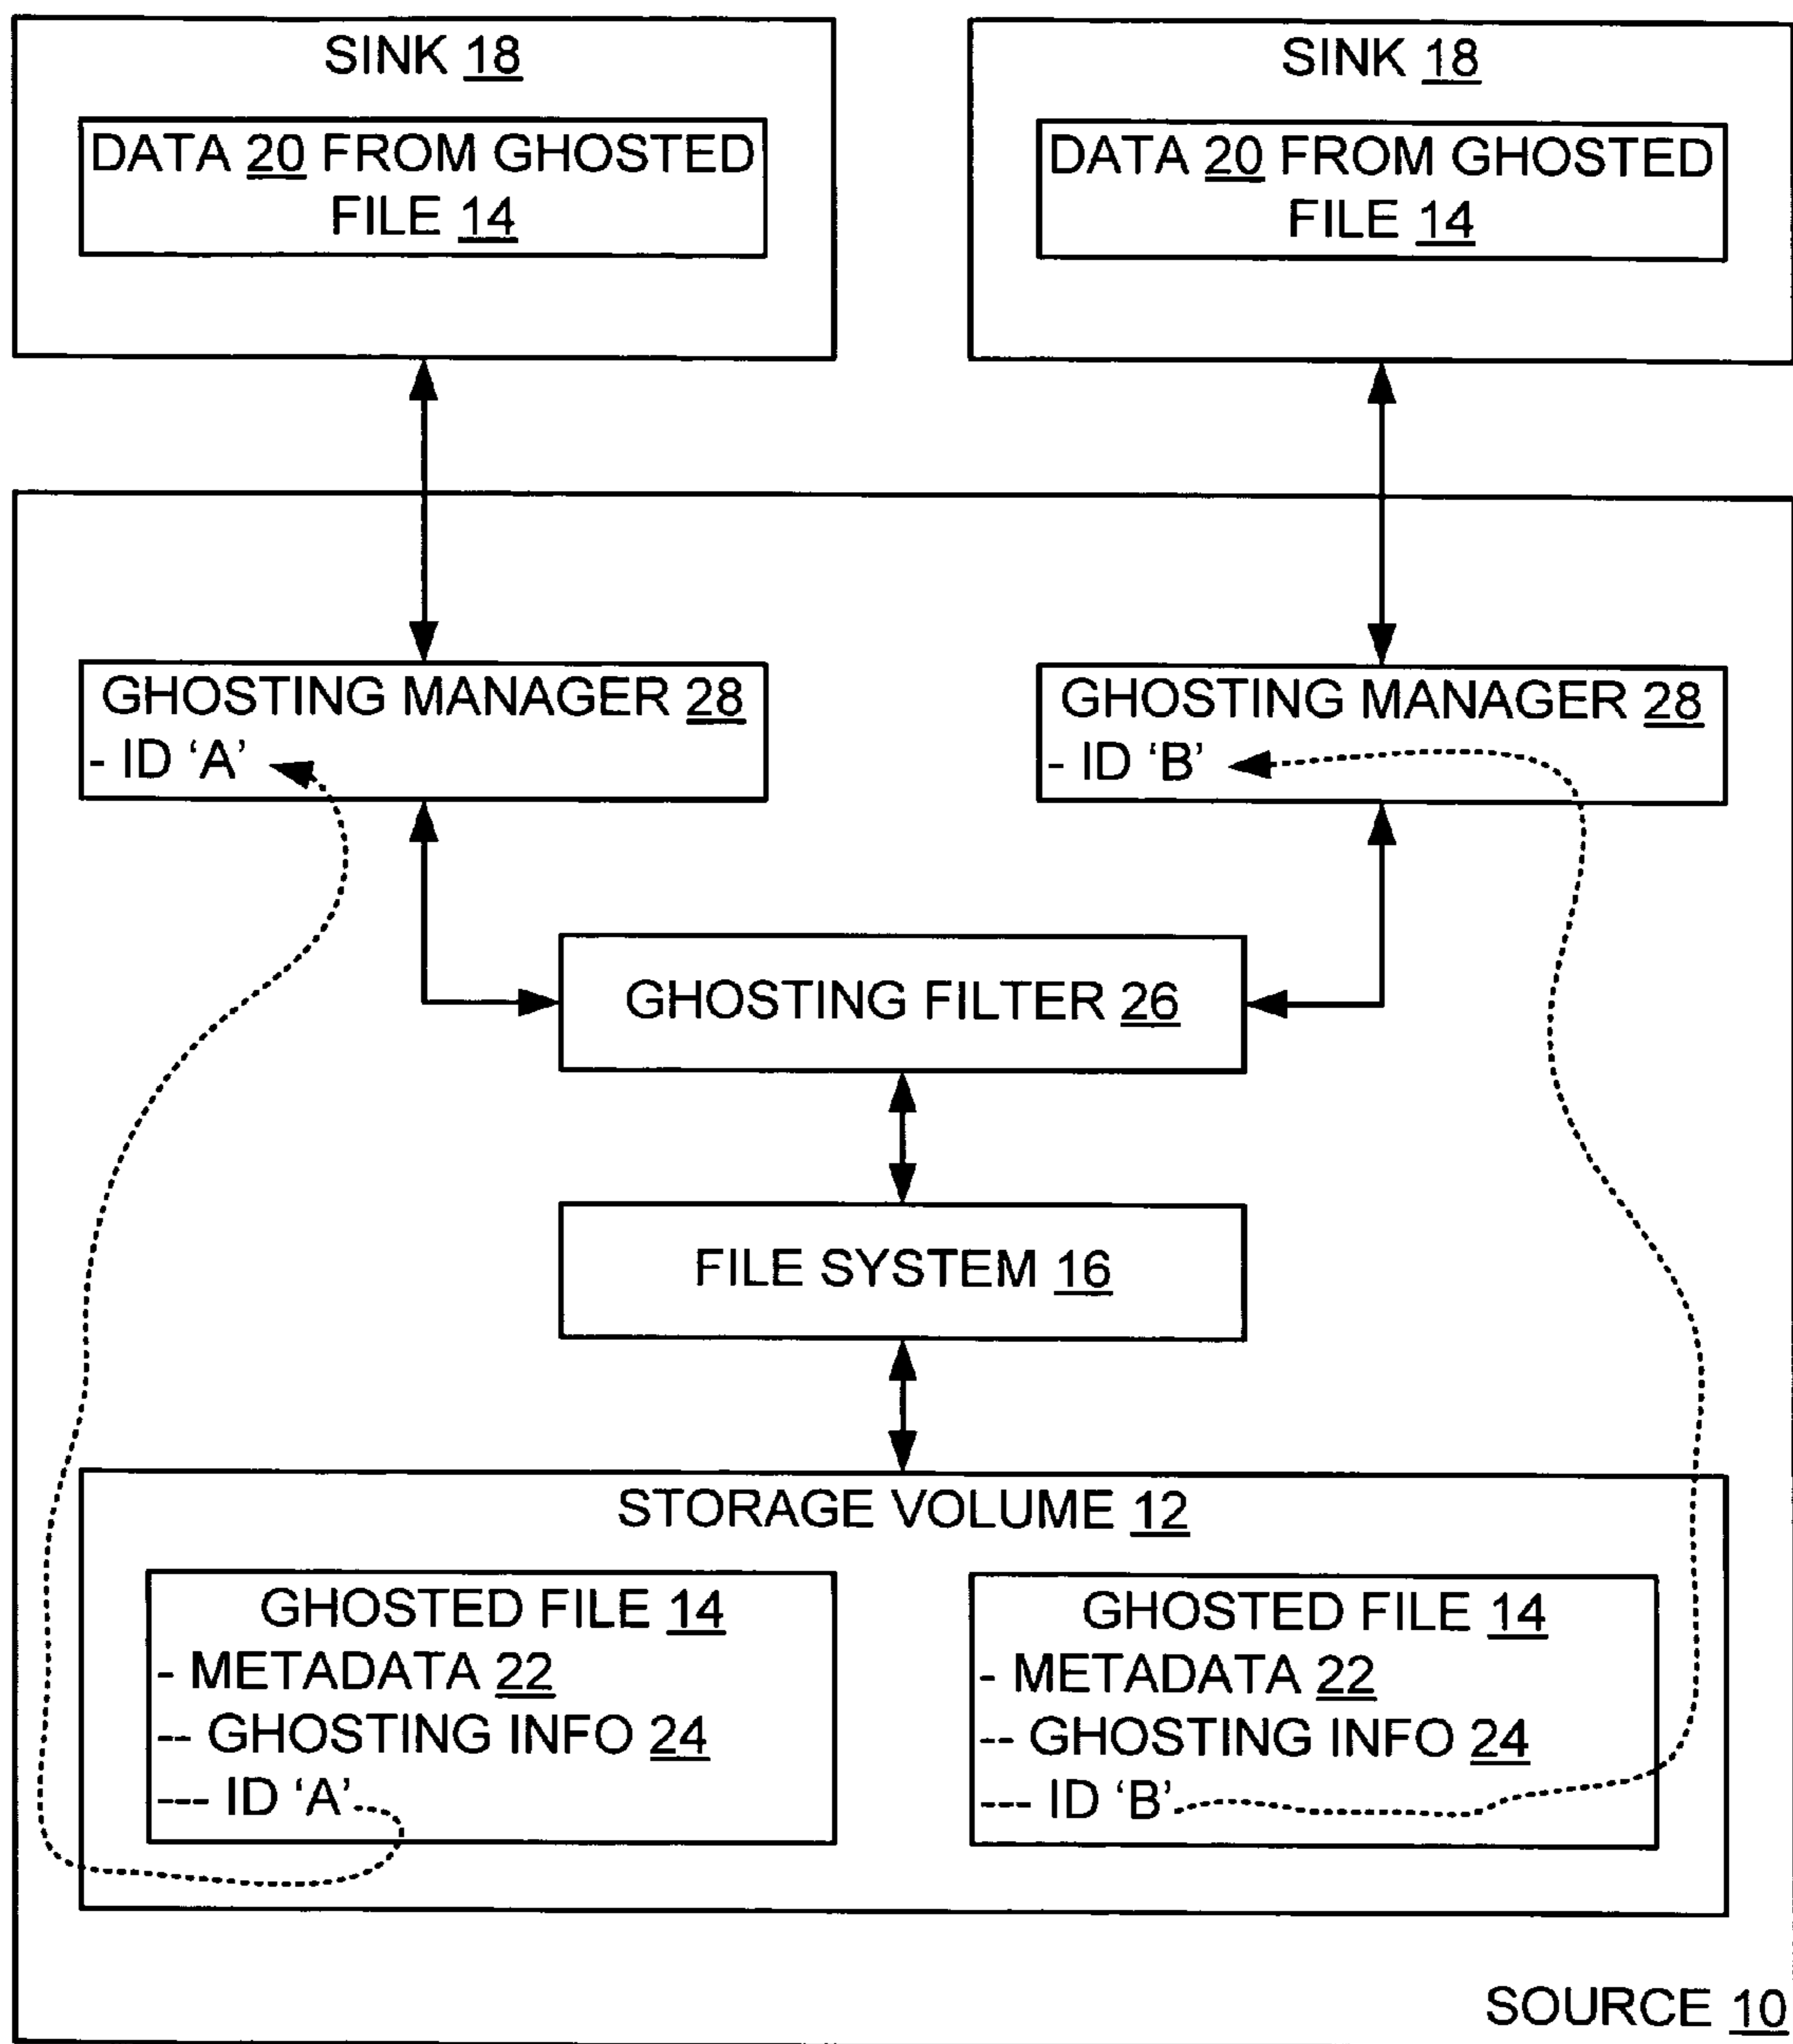 SINK 18
DATA 20 FROM GHOSTED
FILE 14
SINK 18
DATA 20 FROM GHOSTED
FILE 14
GHOSTING MANAGER 28
- ID ‘A’
GHOSTING MANAGER 28
- ID ‘B’
GHOSTING FILTER 26
FILE SYSTEM 16
STORAGE VOLUME 12
GHOSTED FILE 14
- METADATA 22
-- GHOSTING INFO 24
--- ID ‘A’
GHOSTED FILE 14
- METADATA 22
-- GHOSTING INFO 24
--- ID ‘B’
SOURCE 10